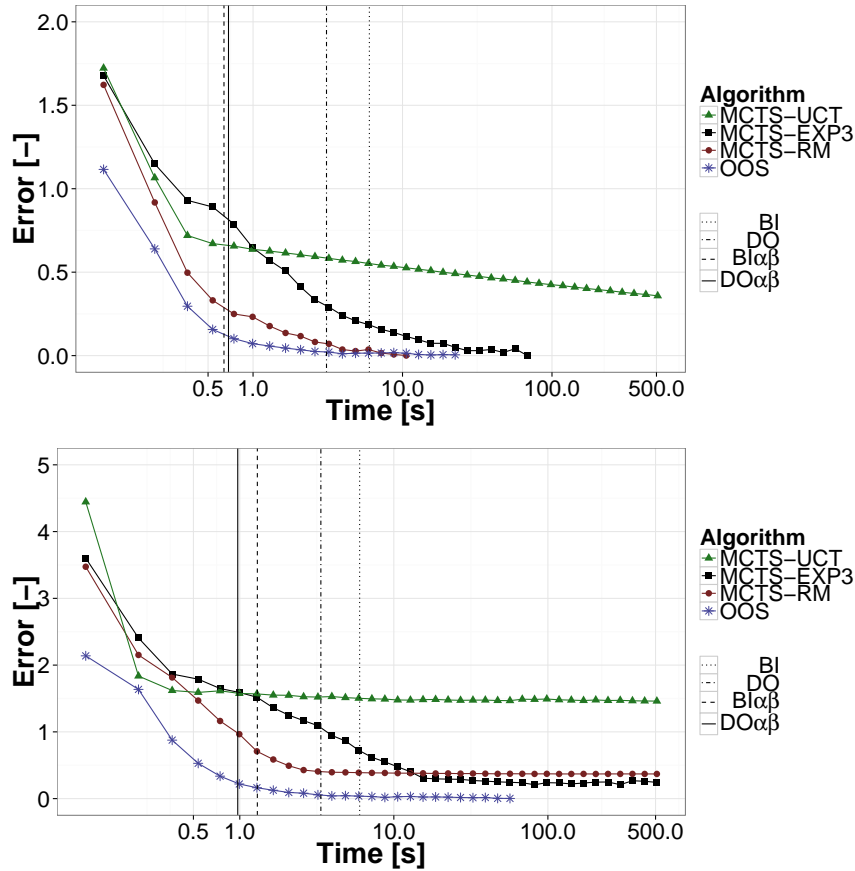 2.0
1.5
1.0
0.5
0.0
Error [−]
0.5
1.0
10.0
100.0
500.0
Time [s]
Algorithm
MCTS−UCT
MCTS−EXP3
MCTS−RM
OOS
BI
DO
BIαβ
DOαβ
5
4
3
2
1
0
Error [−]
0.5
1.0
10.0
100.0
500.0
Time [s]
Algorithm
MCTS−UCT
MCTS−EXP3
MCTS−RM
OOS
BI
DO
BIαβ
DOαβ